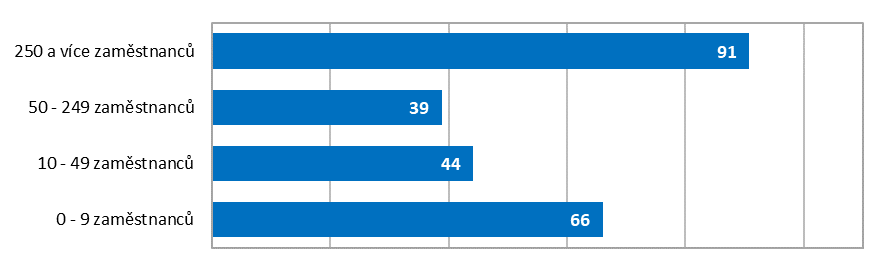 250 a více zaměstnanců
91
50 - 249 zaměstnanců
39
10 - 49 zaměstnanců
44
0 - 9 zaměstnanců
66